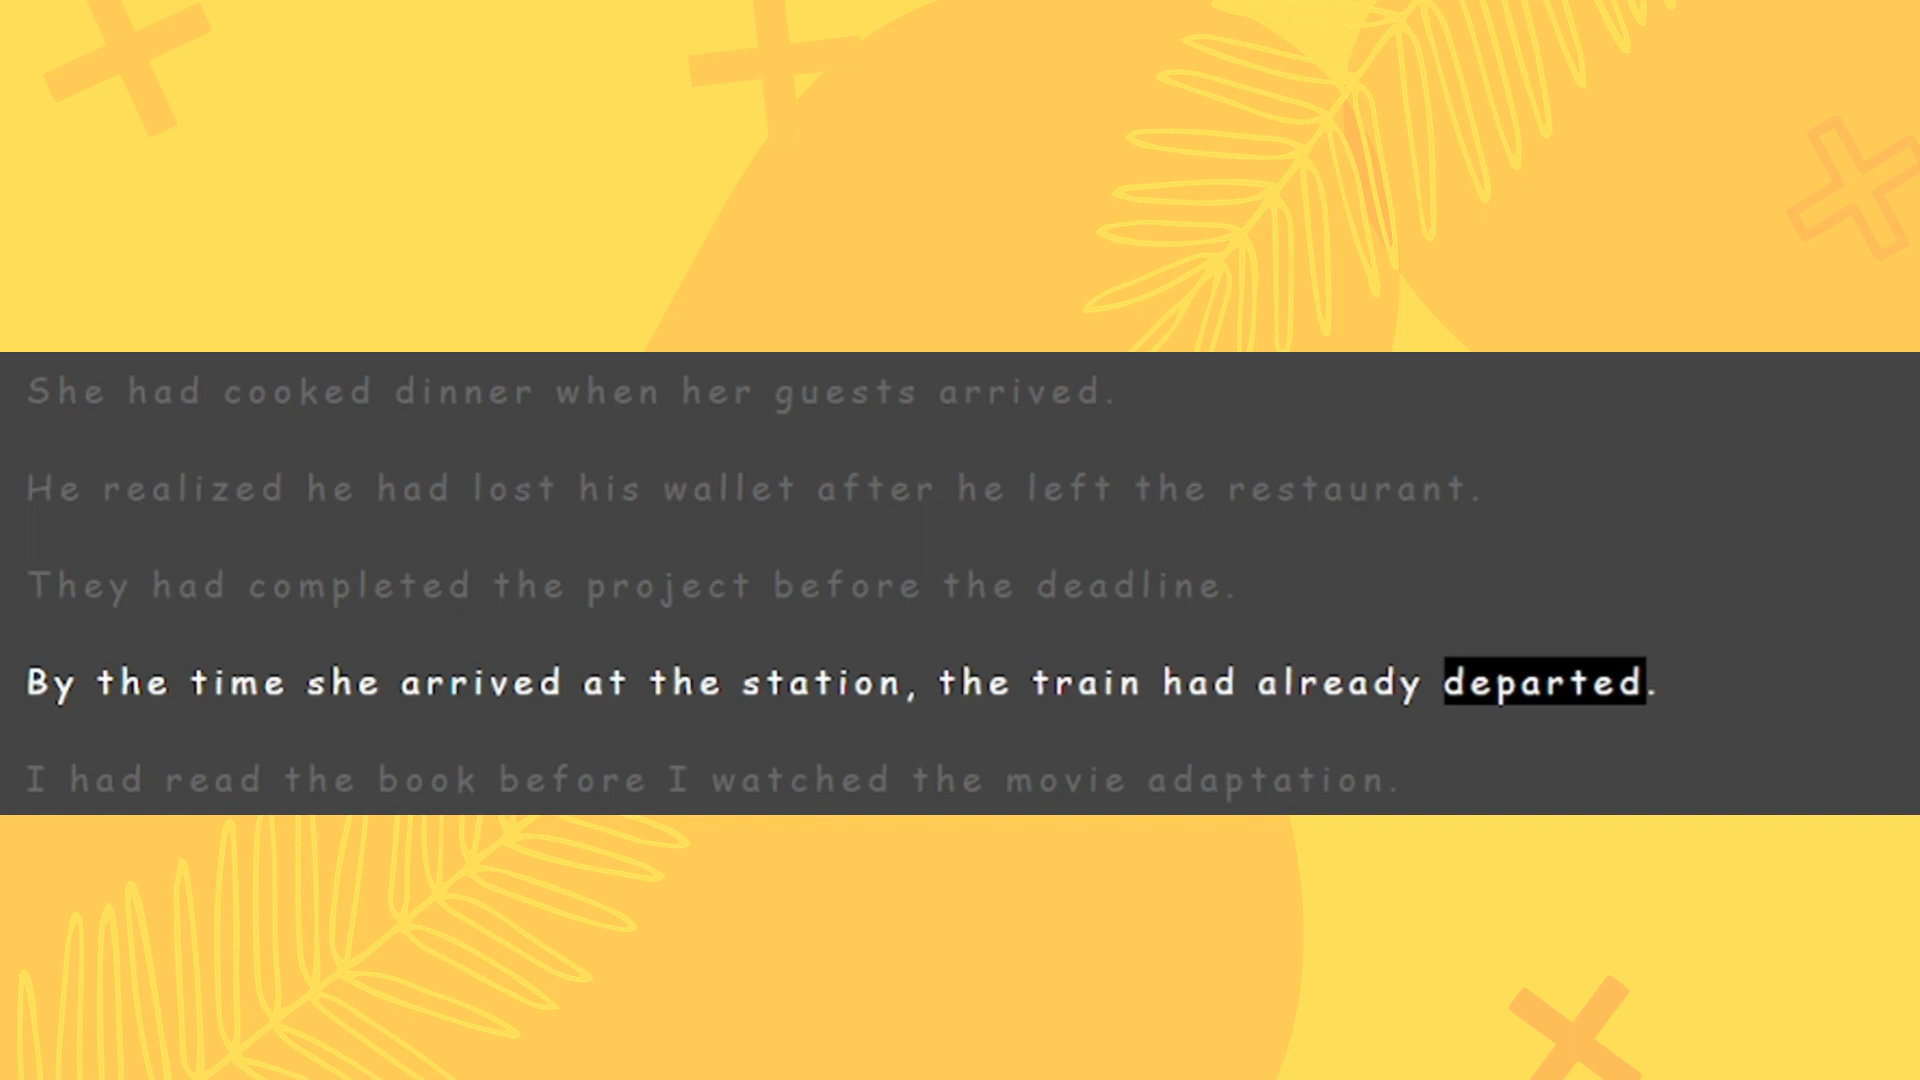 She had cooked dinner when her guests arrived.
He realized he had lost his wallet after he left the restaurant.
They had completed the project before the deadline.
By the time she arrived at the station, the train had already departed.
I had read the book before I watched the movie adaptation.